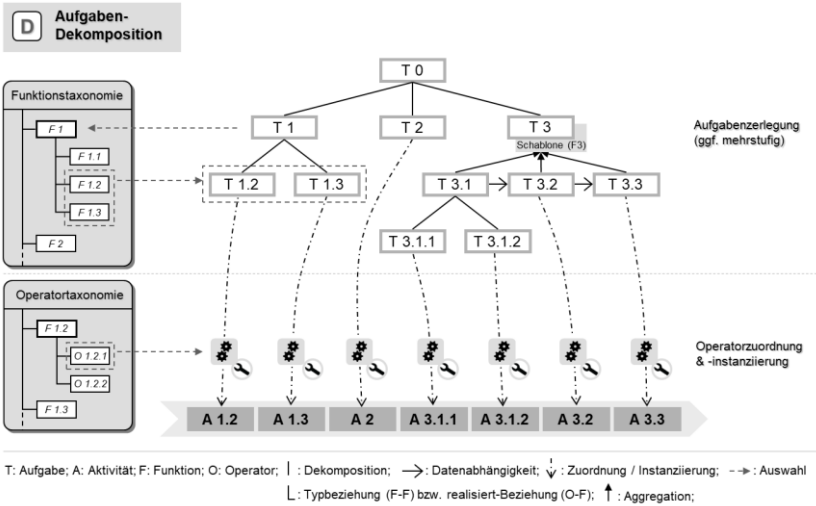 D
Aufgaben-
Dekomposition
Funktionstaxonomie
F 1
F 1.1
F 1.2
F 1.3
F 2
T 0
T 1
T 2
T 3
Schablone (F3)
T 1.2
T 1.3
T 3.1
T 3.2
T 3.3
T 3.1.1
T 3.1.2
Aufgabenzerlegung
(ggf. mehrstufig)
Operatortaxonomie
F 1.2
O 1.2.1
O 1.2.2
F 1.3
Operatorzuordnung
& -instanziierung
A 1.2
A 1.3
A 2
A 3.1.1
A 3.1.2
A 3.2
A 3.3
T: Aufgabe; A: Aktivität; F: Funktion; O: Operator; : Dekomposition; : Datenabhängigkeit; : Zuordnung / Instanziierung; : Auswahl
: Typbeziehung (F-F) bzw. realisiert-Beziehung (O-F); : Aggregation;